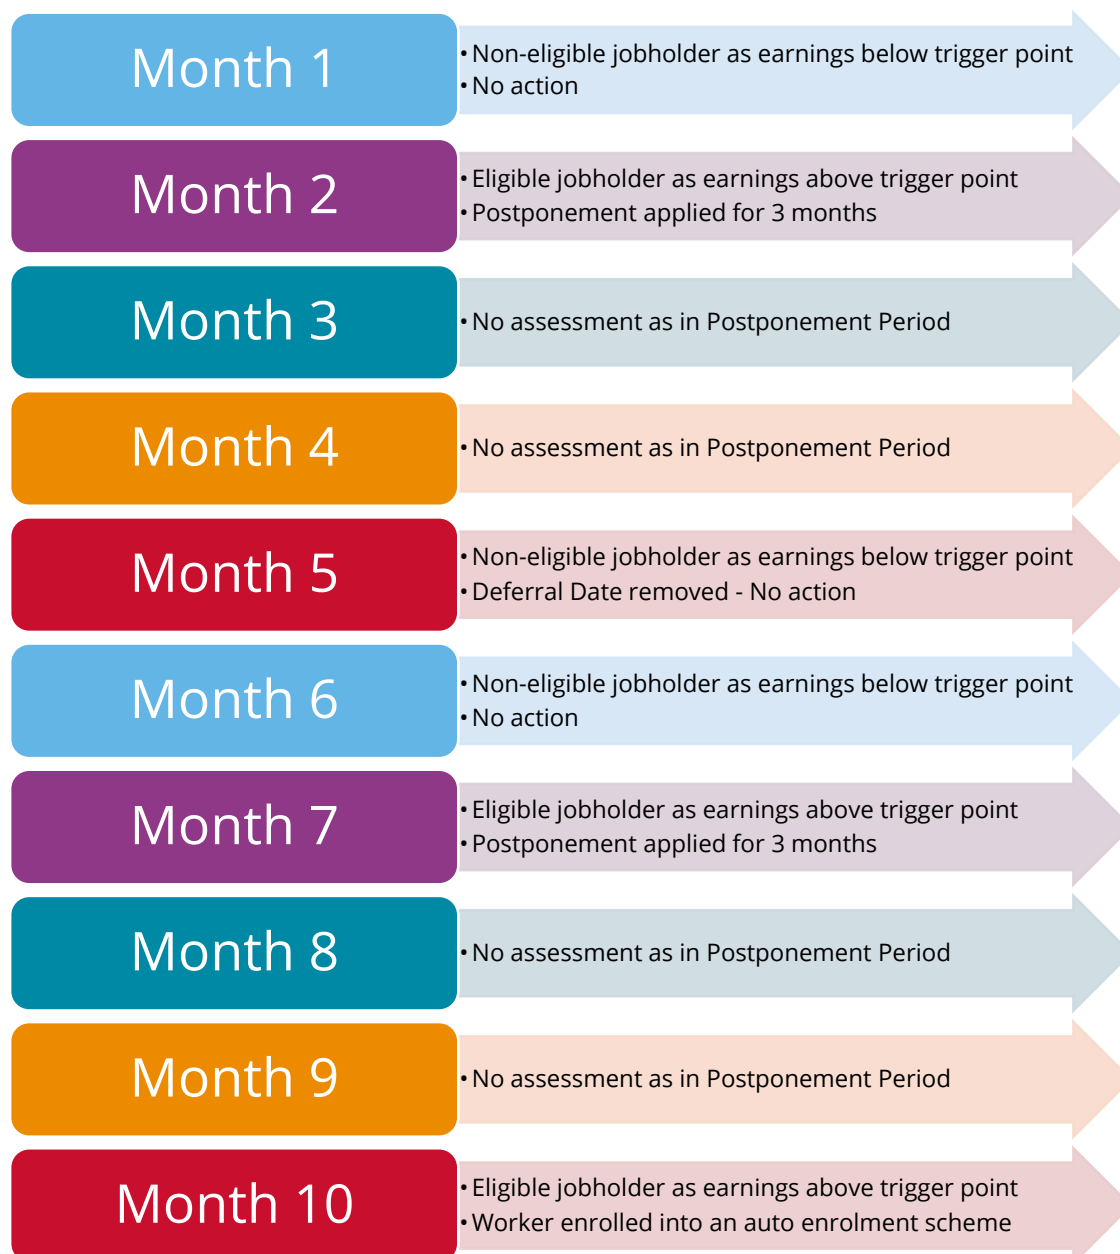 Month 1
• Non-eligible jobholder as earnings below trigger point
• No action
Month 2
• Eligible jobholder as earnings above trigger point
• Postponement applied for 3 months
Month 3
• No assessment as in Postponement Period
Month 4
• No assessment as in Postponement Period
Month 5
• Non-eligible jobholder as earnings below trigger point
• Deferral Date removed - No action
Month 6
• Non-eligible jobholder as earnings below trigger point
• No action
Month 7
• Eligible jobholder as earnings above trigger point
• Postponement applied for 3 months
Month 8
• No assessment as in Postponement Period
Month 9
• No assessment as in Postponement Period
Month 10
• Eligible jobholder as earnings above trigger point
• Worker enrolled into an auto enrolment scheme